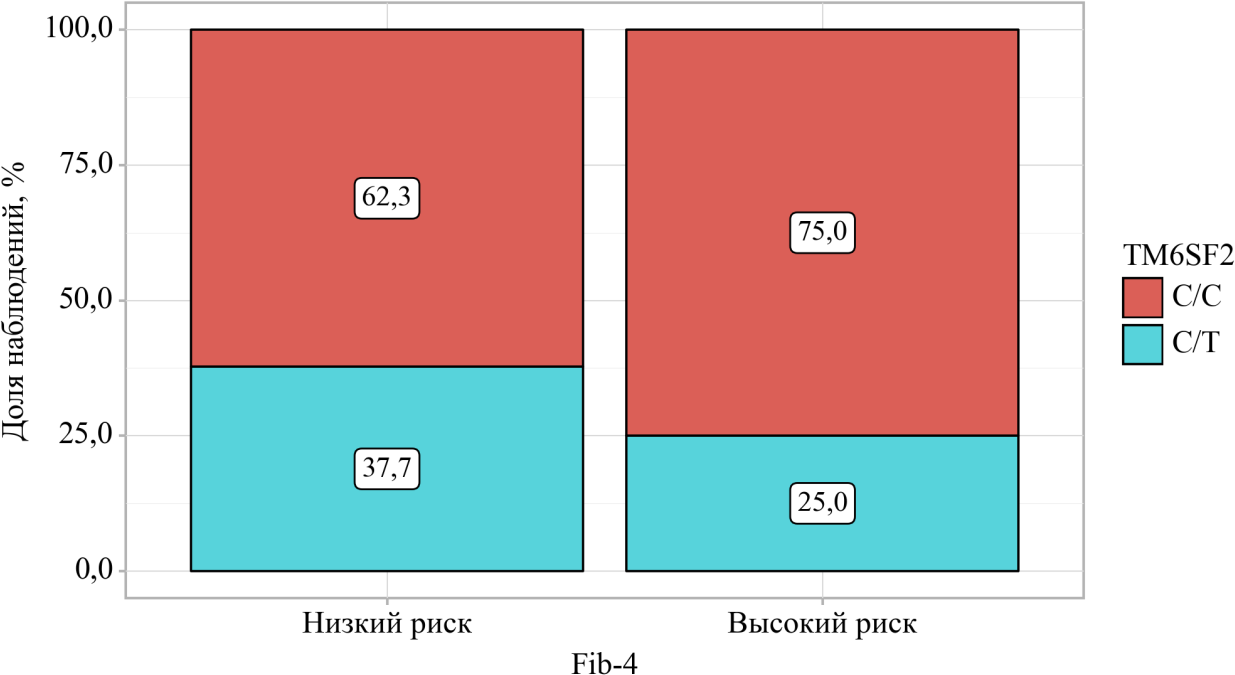 Доля наблюдений, %
100,0
75,0
50,0
25,0
0,0
62,3
37,7
75,0
25,0
Низкий риск
Высокий риск
Fib-4
TM6SF2
C/C
C/T